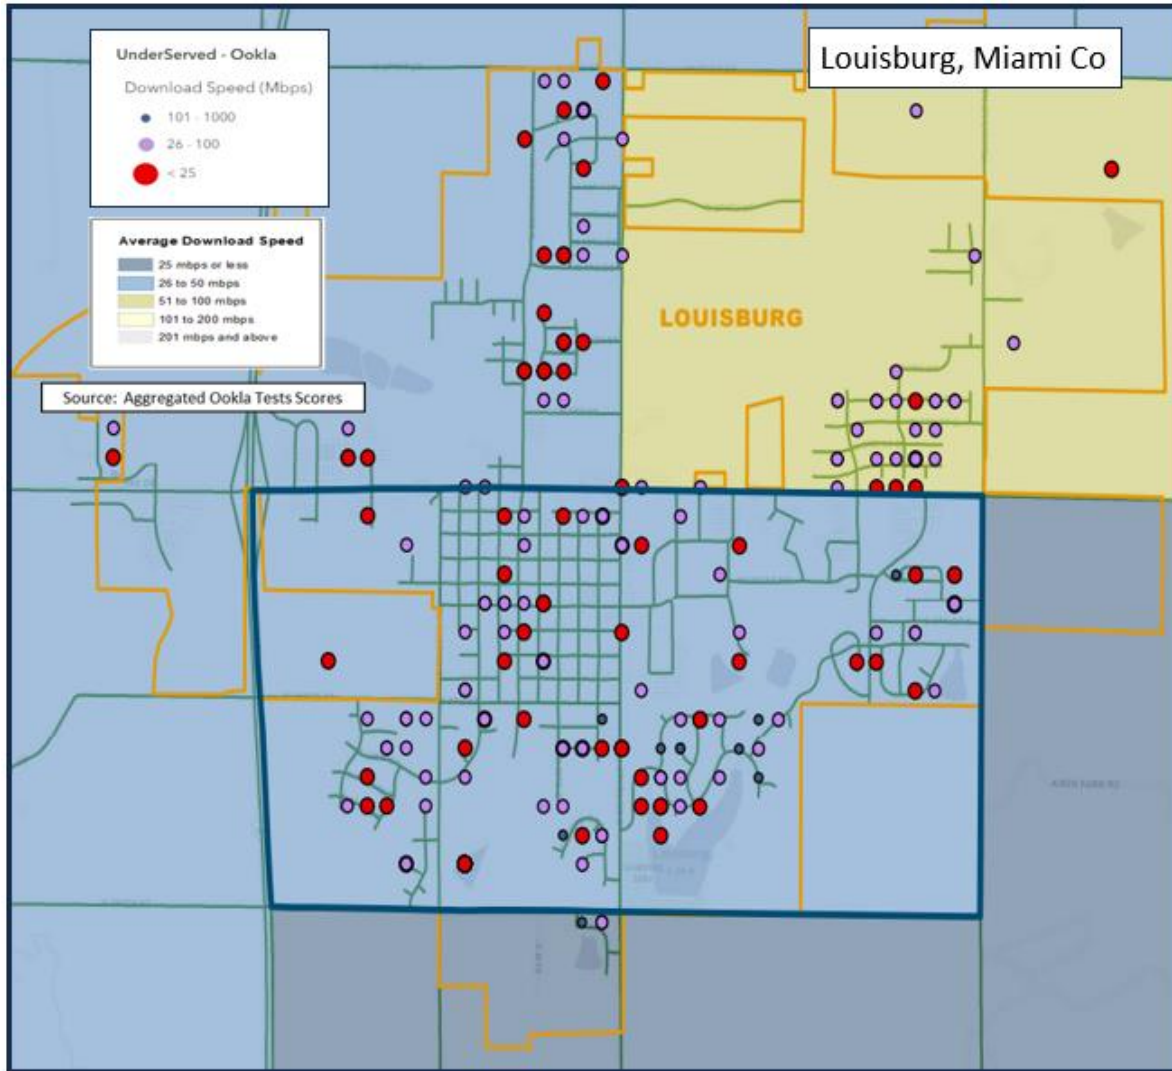 Louisburg, Miami Co
UnderServed - Ookla
Download Speed (Mbps)
101 - 1000
26 - 100
< 25
Average Download Speed
25 mbps or less
26 to 50 mbps
51 to 100 mbps
101 to 200 mbps
201 mbps and above
LOUISBURG
Source: Aggregated Ookla Tests Scores